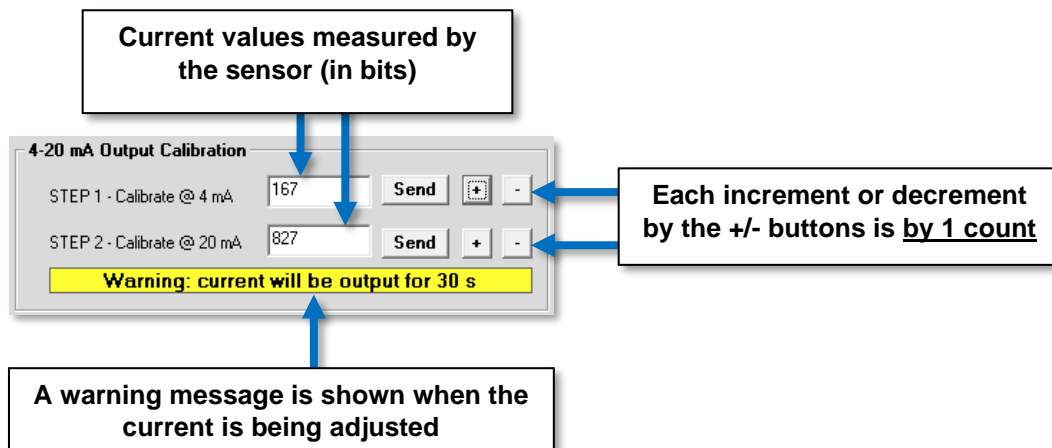 Current values measured by
the sensor (in bits)
4-20 mA Output Calibration
STEP 1 - Calibrate @ 4 mA 167 Send + -
STEP 2 - Calibrate @ 20 mA 827 Send + -
Warning: current will be output for 30 s
Each increment or decrement
by the +/- buttons is by 1 count
A warning message is shown when the
current is being adjusted